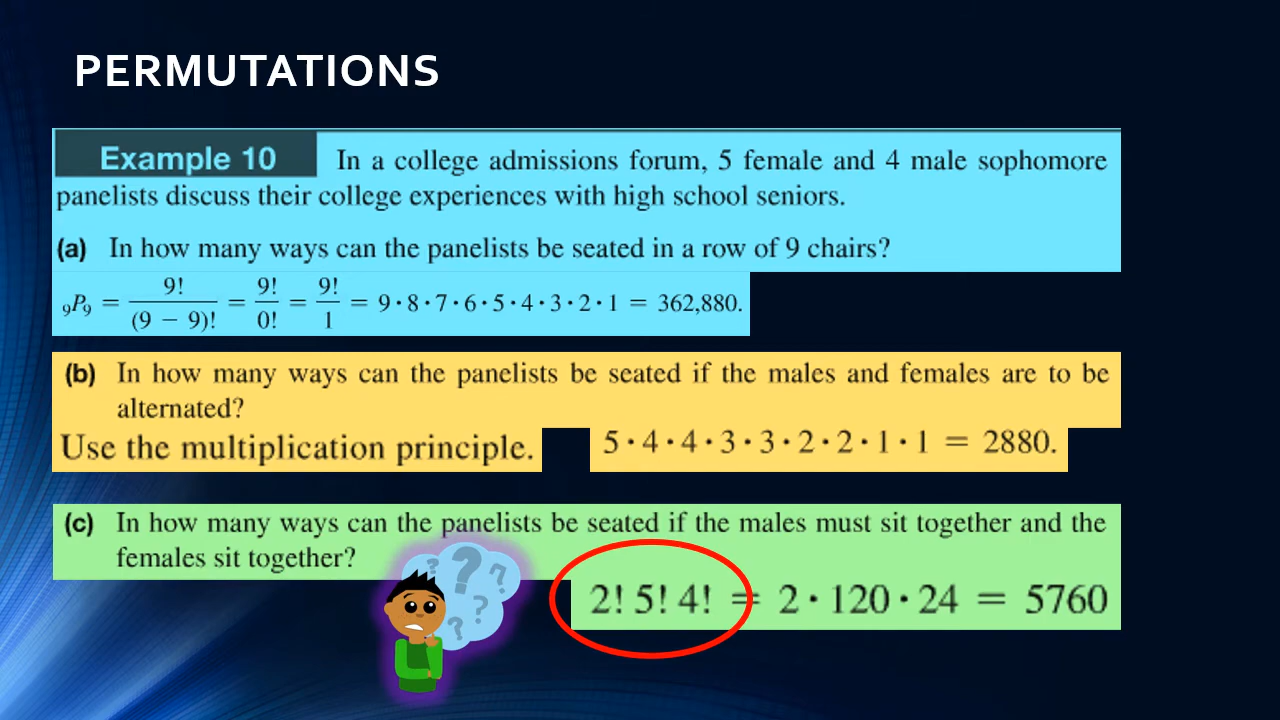 PERMUTATIONS
Example 10 In a college admissions forum, 5 female and 4 male sophomore
panelists discuss their college experiences with high school seniors.
(a) In how many ways can the panelists be seated in a row of 9 chairs?
₉P₉ = 9!/(9 − 9)! = 9!/0! = 9!/1 = 9 · 8 · 7 · 6 · 5 · 4 · 3 · 2 · 1 = 362,880.
(b) In how many ways can the panelists be seated if the males and females are to be
alternated?
Use the multiplication principle. 5 · 4 · 4 · 3 · 3 · 2 · 2 · 1 · 1 = 2880.
(c) In how many ways can the panelists be seated if the males must sit together and the
females sit together?
2! 5! 4! = 2 · 120 · 24 = 5760
? ? ? ? ?